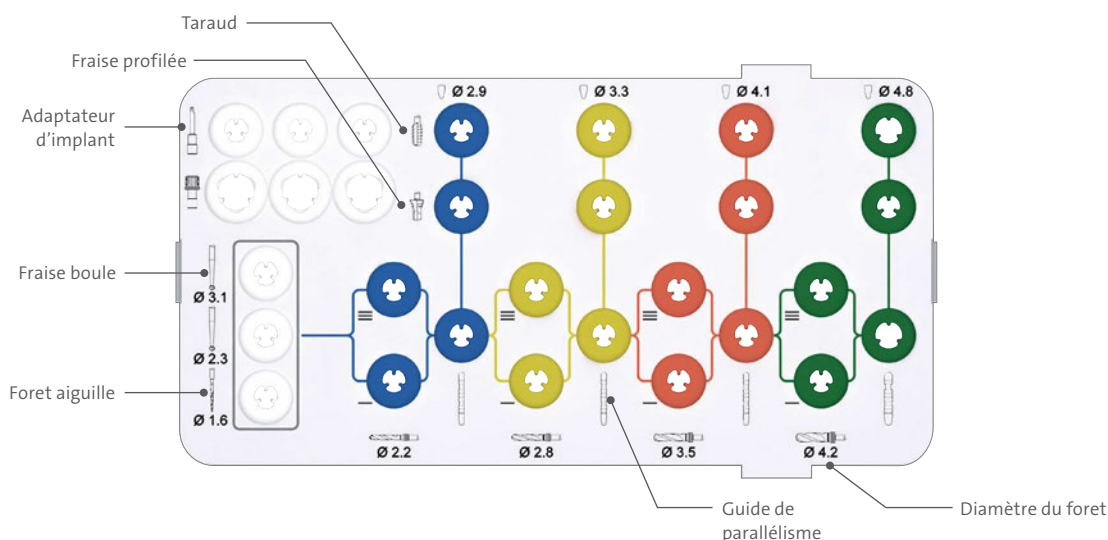 Taraud
Fraise profilée
Adaptateur
d’implant
Ø 2.9
Ø 3.3
Ø 4.1
Ø 4.8
Fraise boule
Ø 3.1
Ø 2.3
Foret aiguille
Ø 1.6
Ø 2.2
Ø 2.8
Ø 3.5
Ø 4.2
Guide de
parallélisme
Diamètre du foret